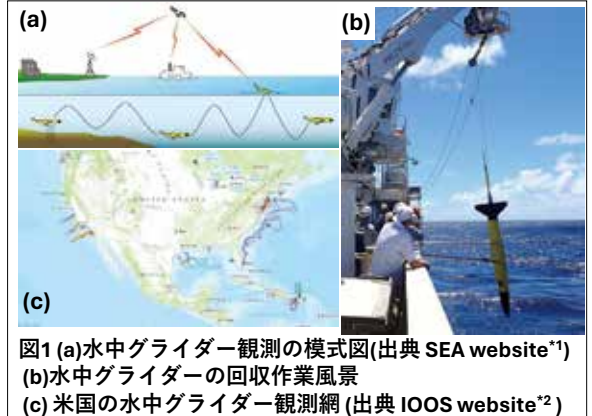 (a)
(b)
(c)
図1 (a)水中グライダー観測の模式図(出典 SEA website*1)
(b)水中グライダーの回収作業風景
(c) 米国の水中グライダー観測網 (出典 IOOS website*2 )